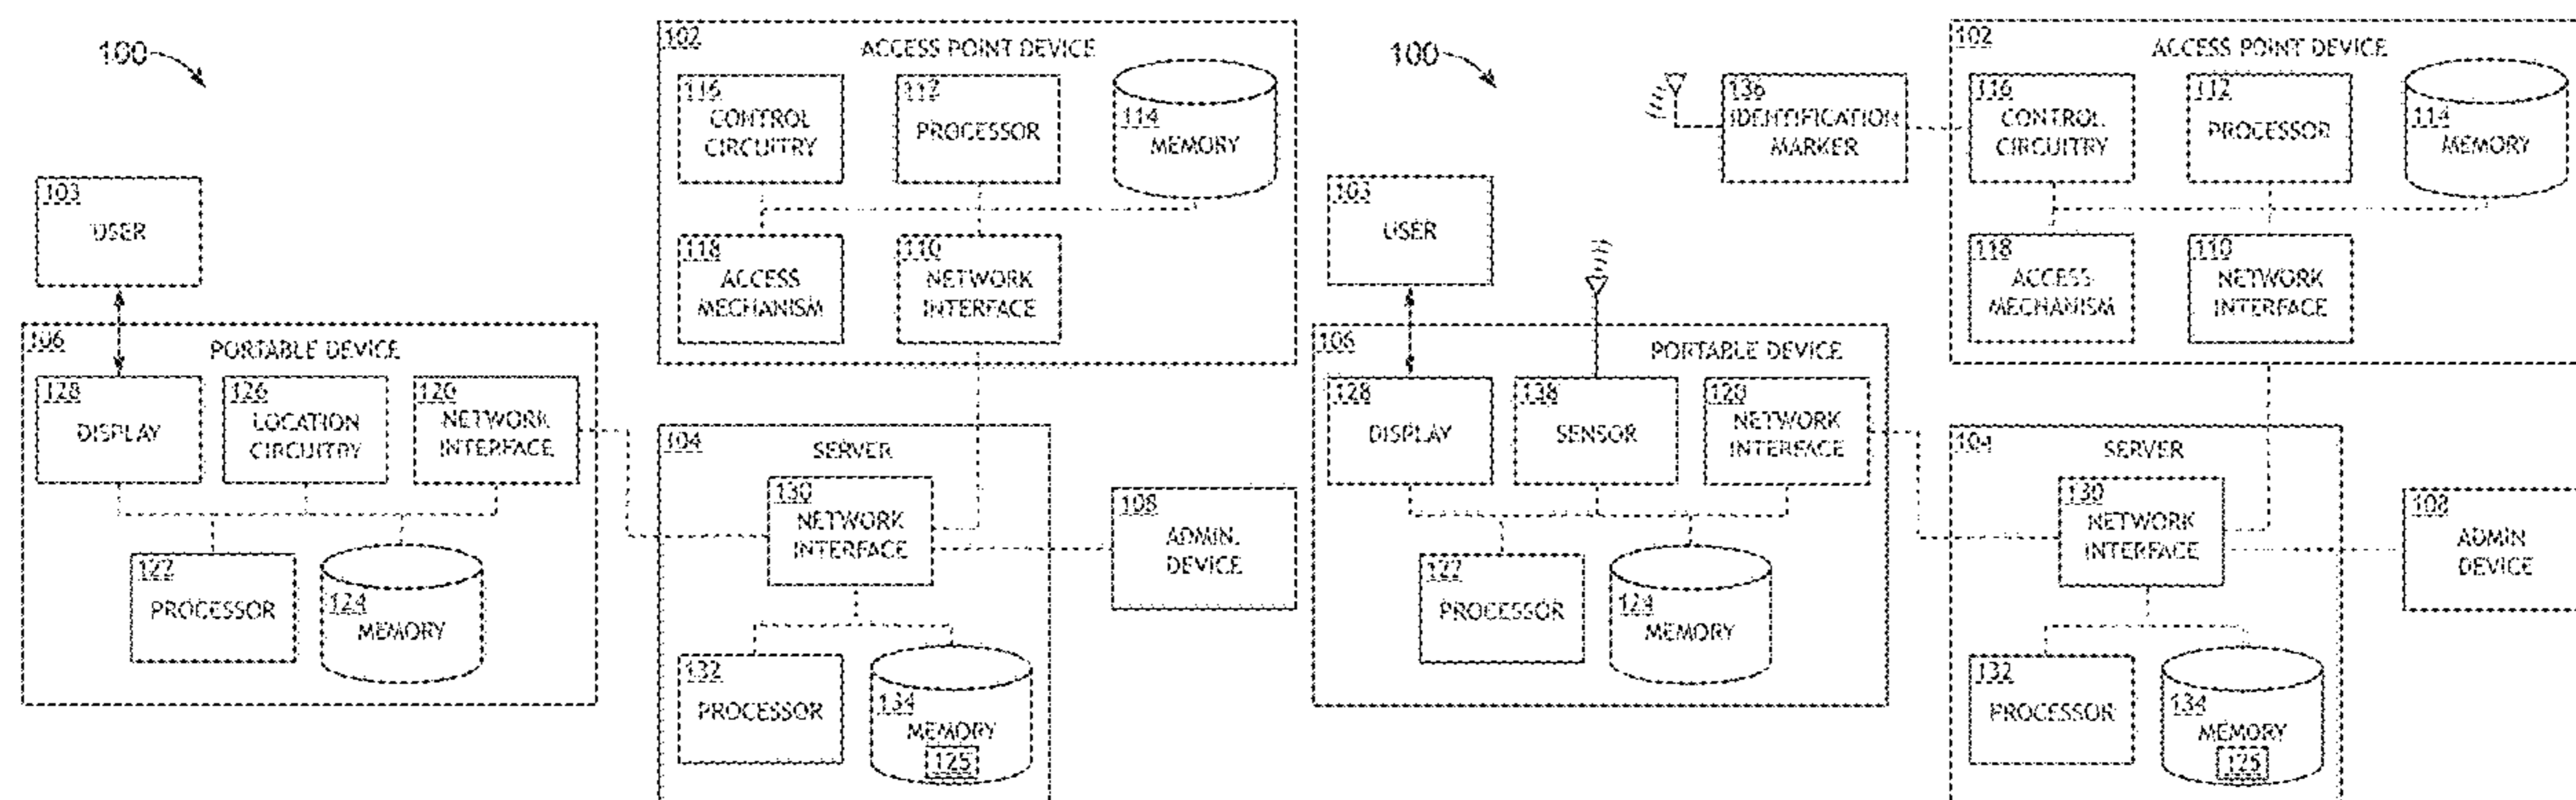 100
102
ACCESS POINT DEVICE
116
CONTROL
CIRCUITRY
112
PROCESSOR
114
MEMORY
103
USER
118
ACCESS
MECHANISM
110
NETWORK
INTERFACE
106
PORTABLE DEVICE
128
DISPLAY
126
LOCATION
CIRCUITRY
120
NETWORK
INTERFACE
122
PROCESSOR
124
MEMORY
104
SERVER
130
NETWORK
INTERFACE
108
ADMIN.
DEVICE
132
PROCESSOR
134
MEMORY
125
100
136
IDENTIFICATION
MARKER
102
ACCESS POINT DEVICE
116
CONTROL
CIRCUITRY
112
PROCESSOR
114
MEMORY
103
USER
118
ACCESS
MECHANISM
110
NETWORK
INTERFACE
106
PORTABLE DEVICE
128
DISPLAY
138
SENSOR
120
NETWORK
INTERFACE
122
PROCESSOR
124
MEMORY
104
SERVER
130
NETWORK
INTERFACE
108
ADMIN
DEVICE
132
PROCESSOR
134
MEMORY
125